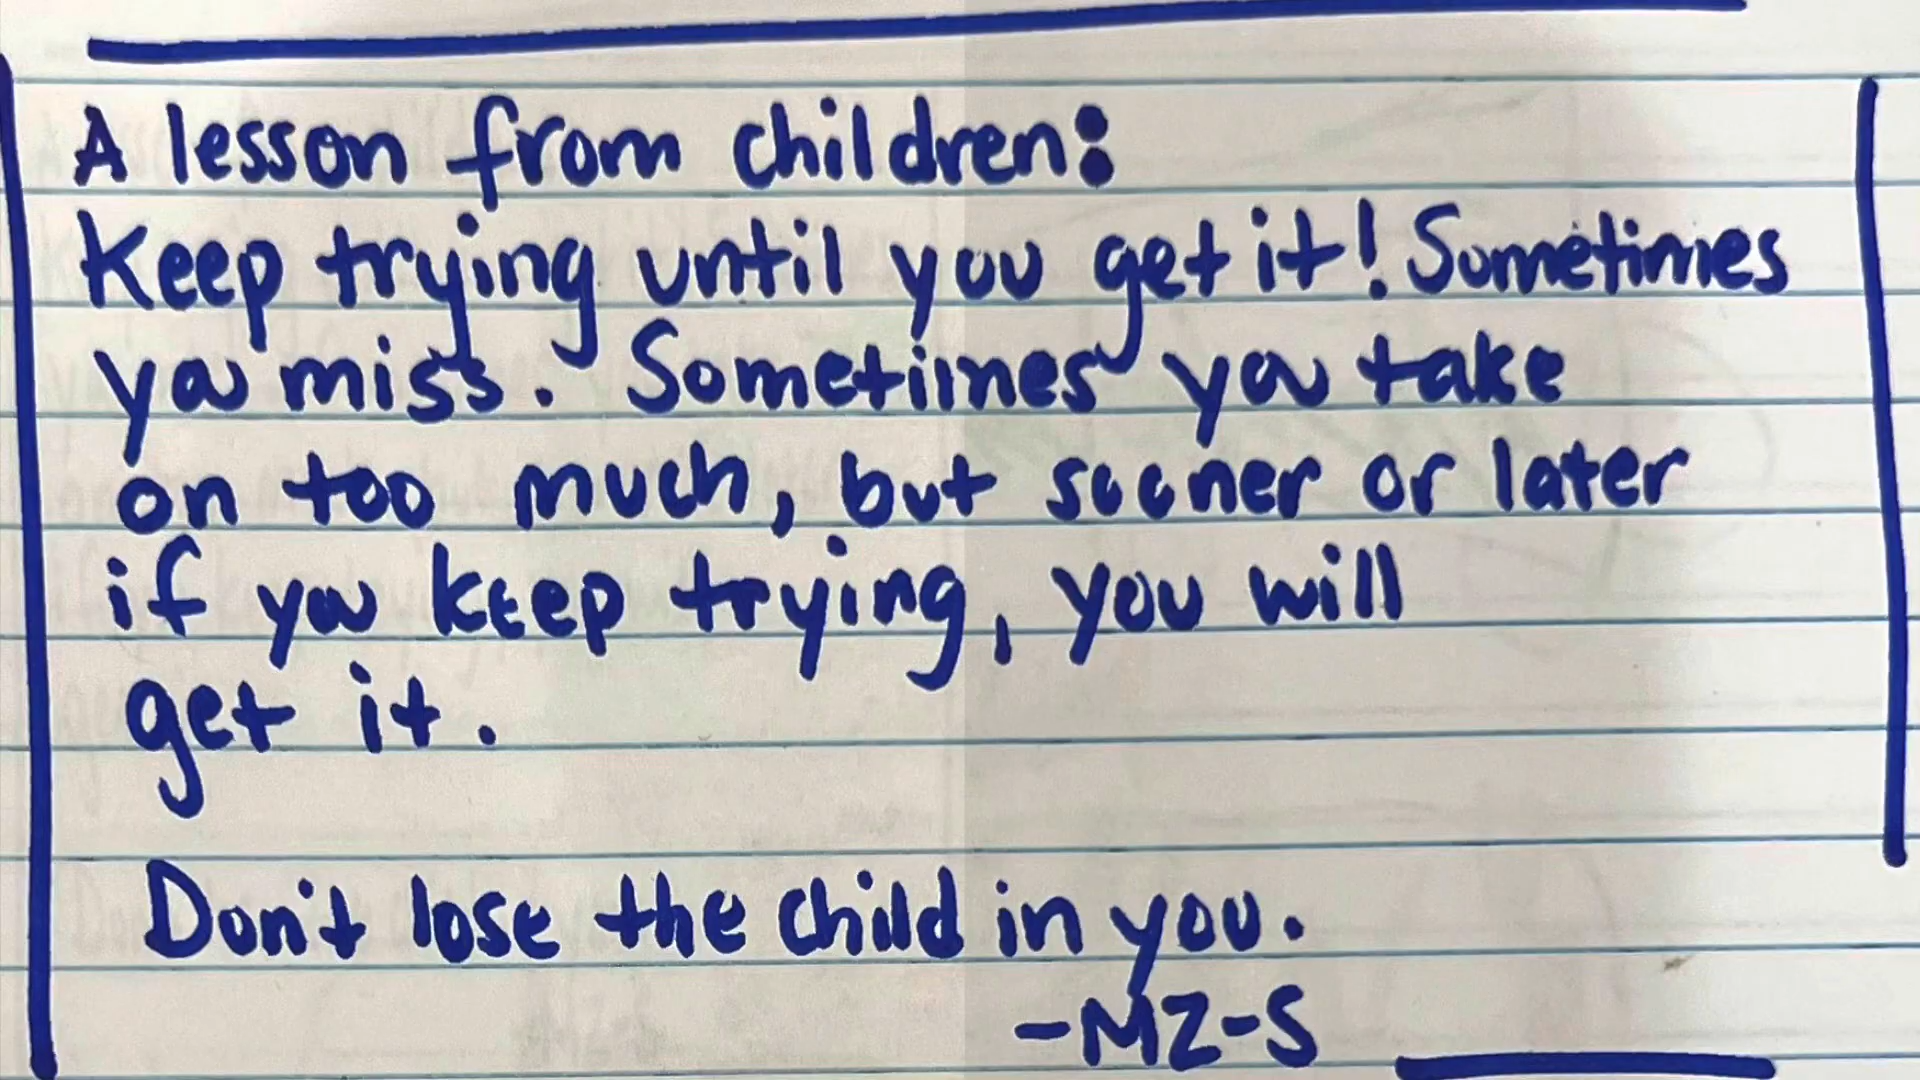 A lesson from children:
Keep trying until you get it! Sometimes
you miss. Sometimes you take
on too much, but sooner or later
if you keep trying, you will
get it.
Don't lose the child in you.
-MZ-S